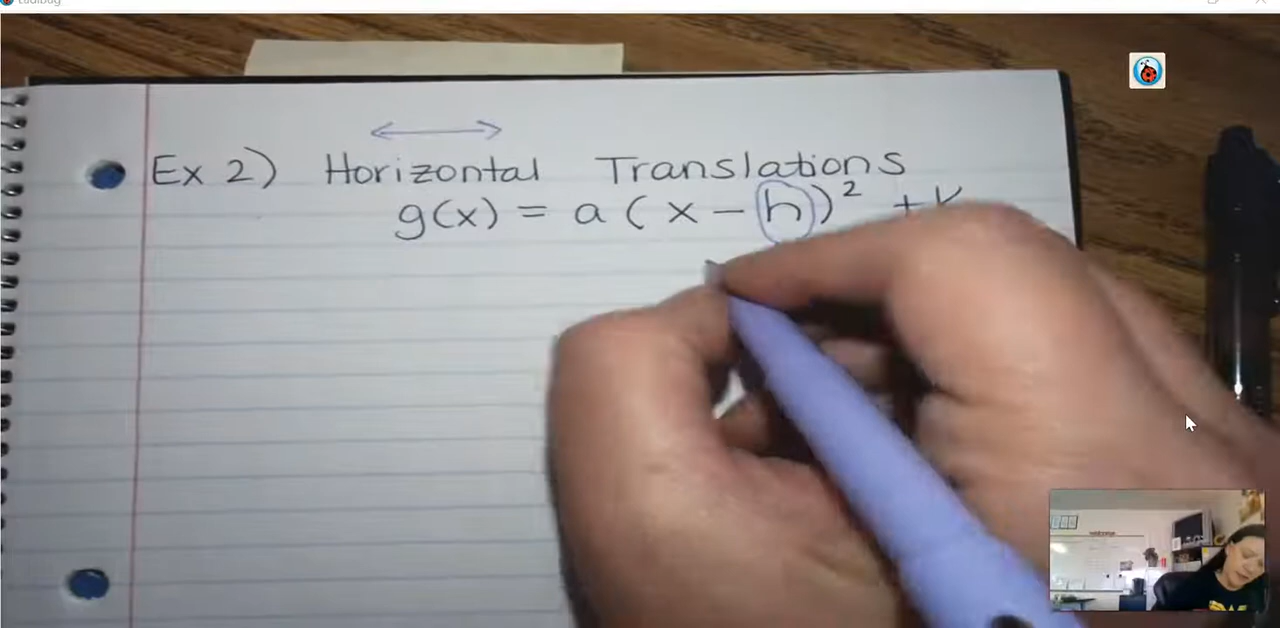 Ex 2) Horizontal Translations
g(x) = a (x - h)² + k